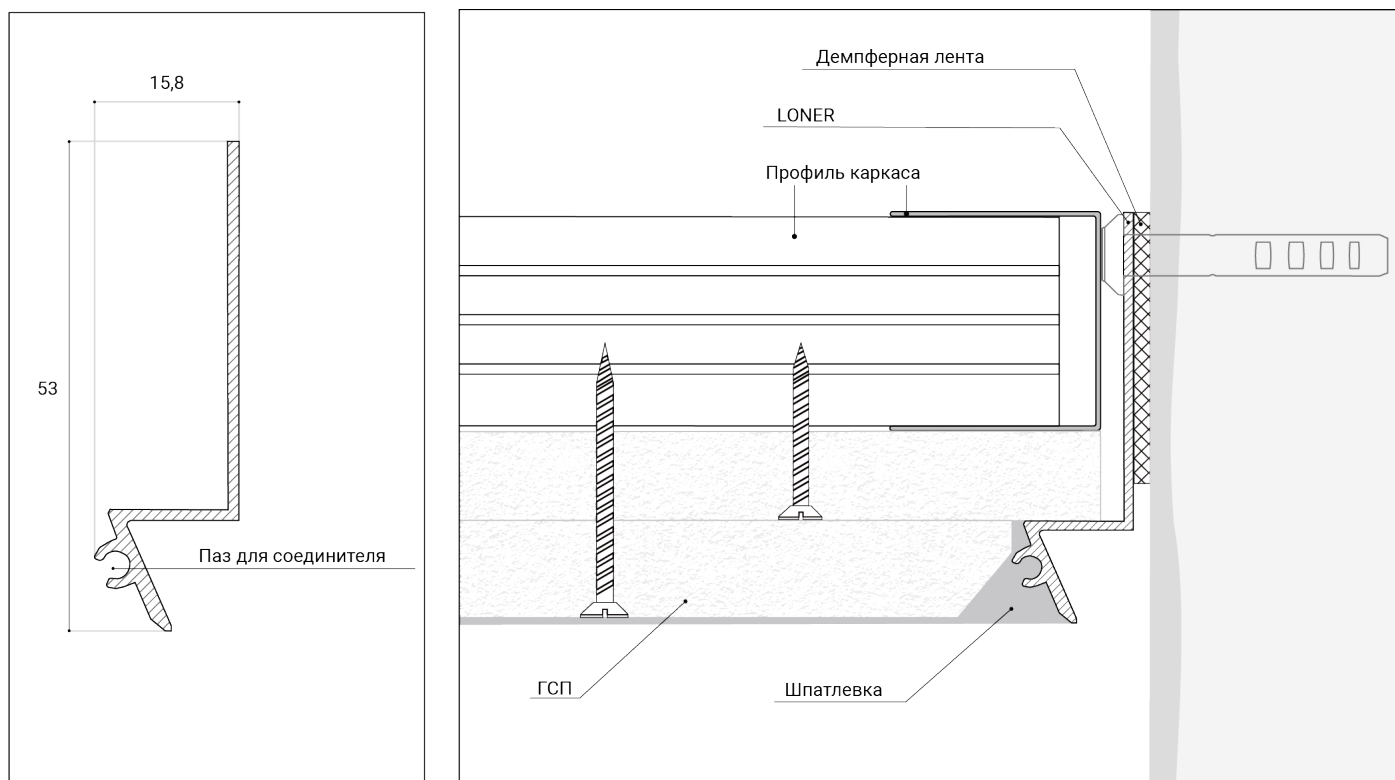 15,8
53
Паз для соединителя
Демпферная лента
LONER
Профиль каркаса
ГСП
Шпатлевка